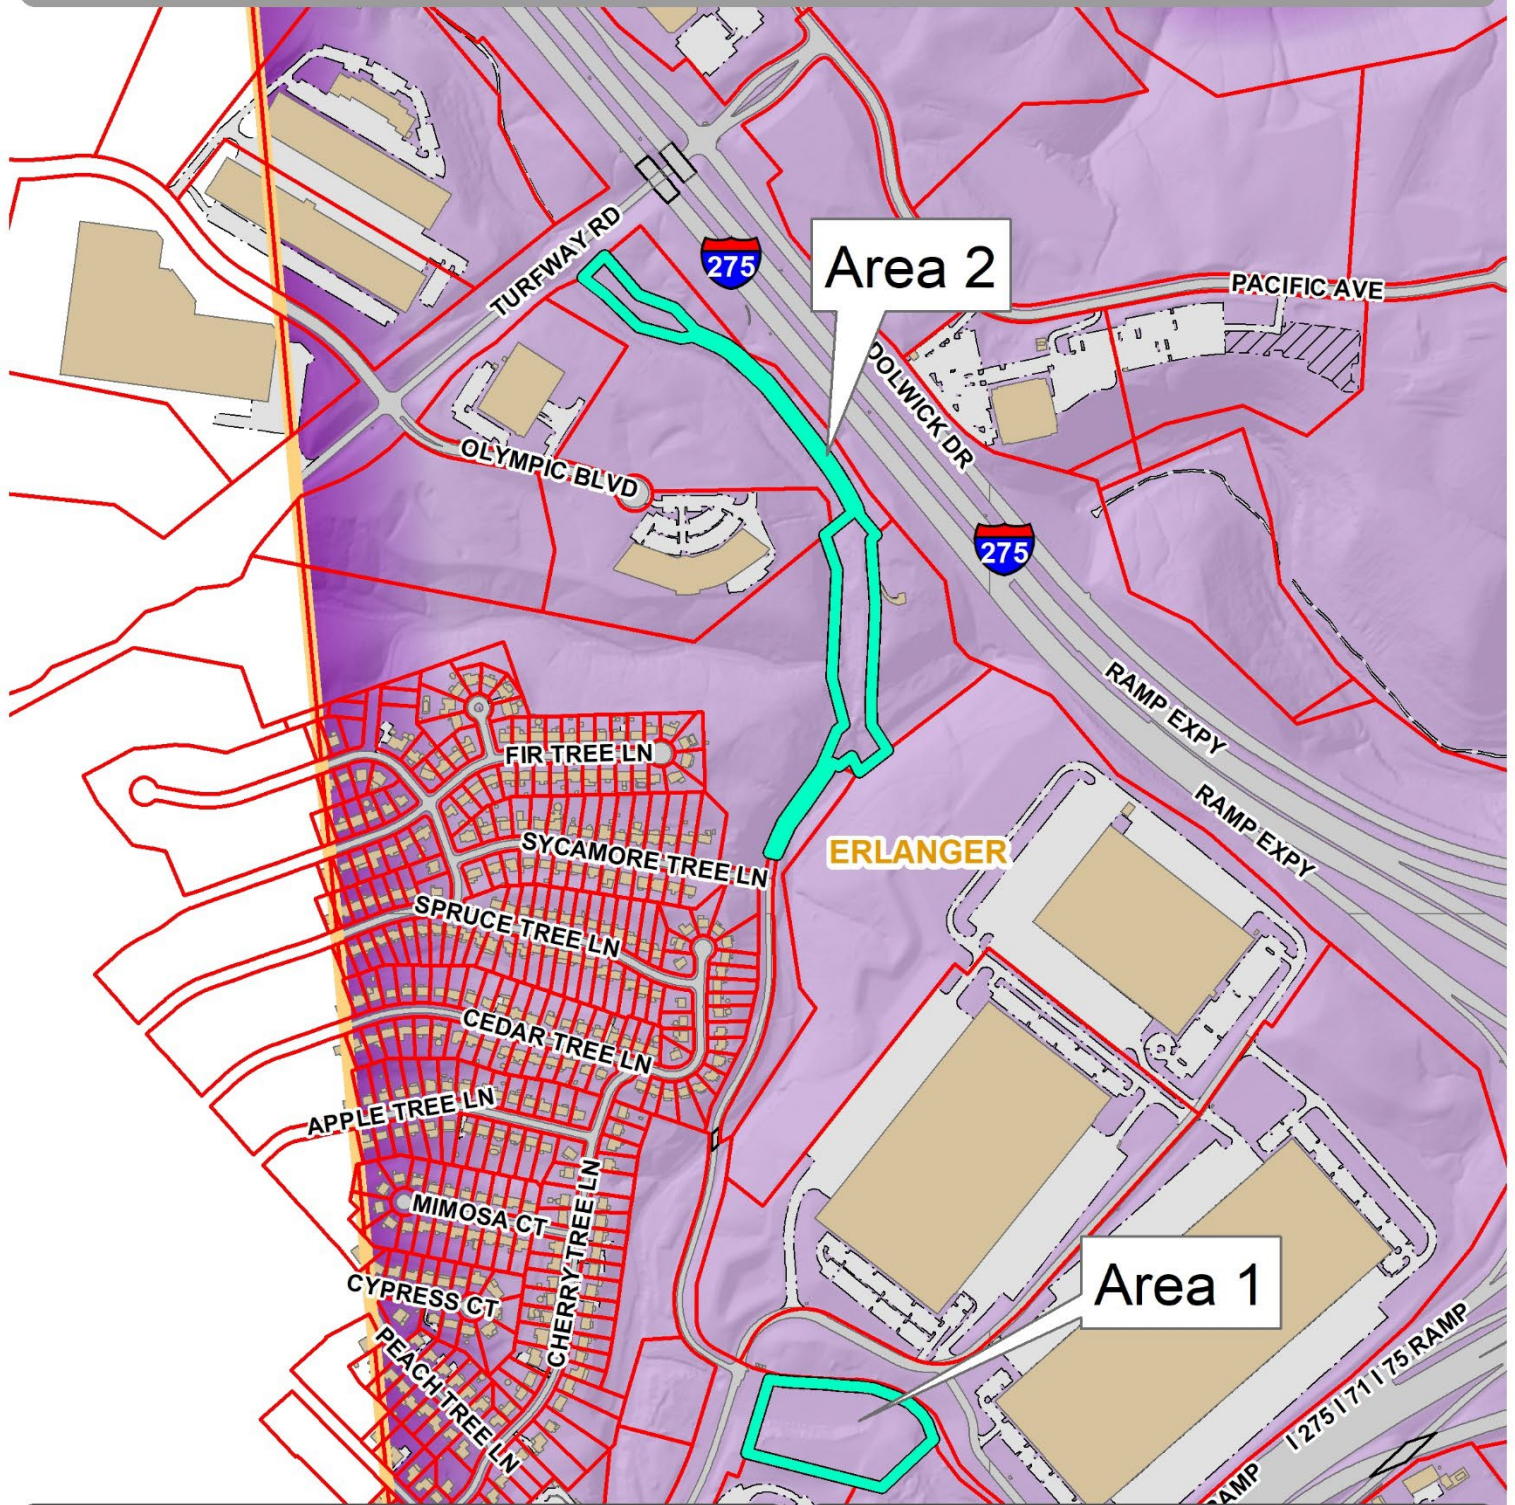 TURFWAY RD
275
Area 2
PACIFIC AVE
DOLWICK DR
OLYMPIC BLVD
275
RAMP EXPY
RAMP EXPY
FIR TREE LN
SYCAMORE TREE LN
ERLANGER
SPRUCE TREE LN
CEDAR TREE LN
APPLE TREE LN
MIMOSA CT
CHERRY TREE LN
CYPRESS CT
PEACH TREE LN
Area 1
I 275 I 71 I 75 RAMP
RAMP